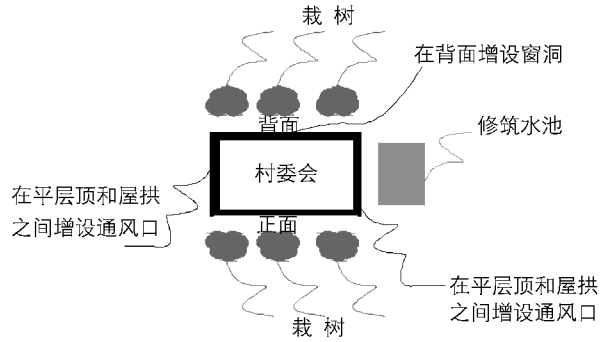 栽 树
在背面增设窗洞
背面
修筑水池
村委会
在平层顶和屋拱
之间增设通风口
正面
在平层顶和屋拱
之间增设通风口
栽 树